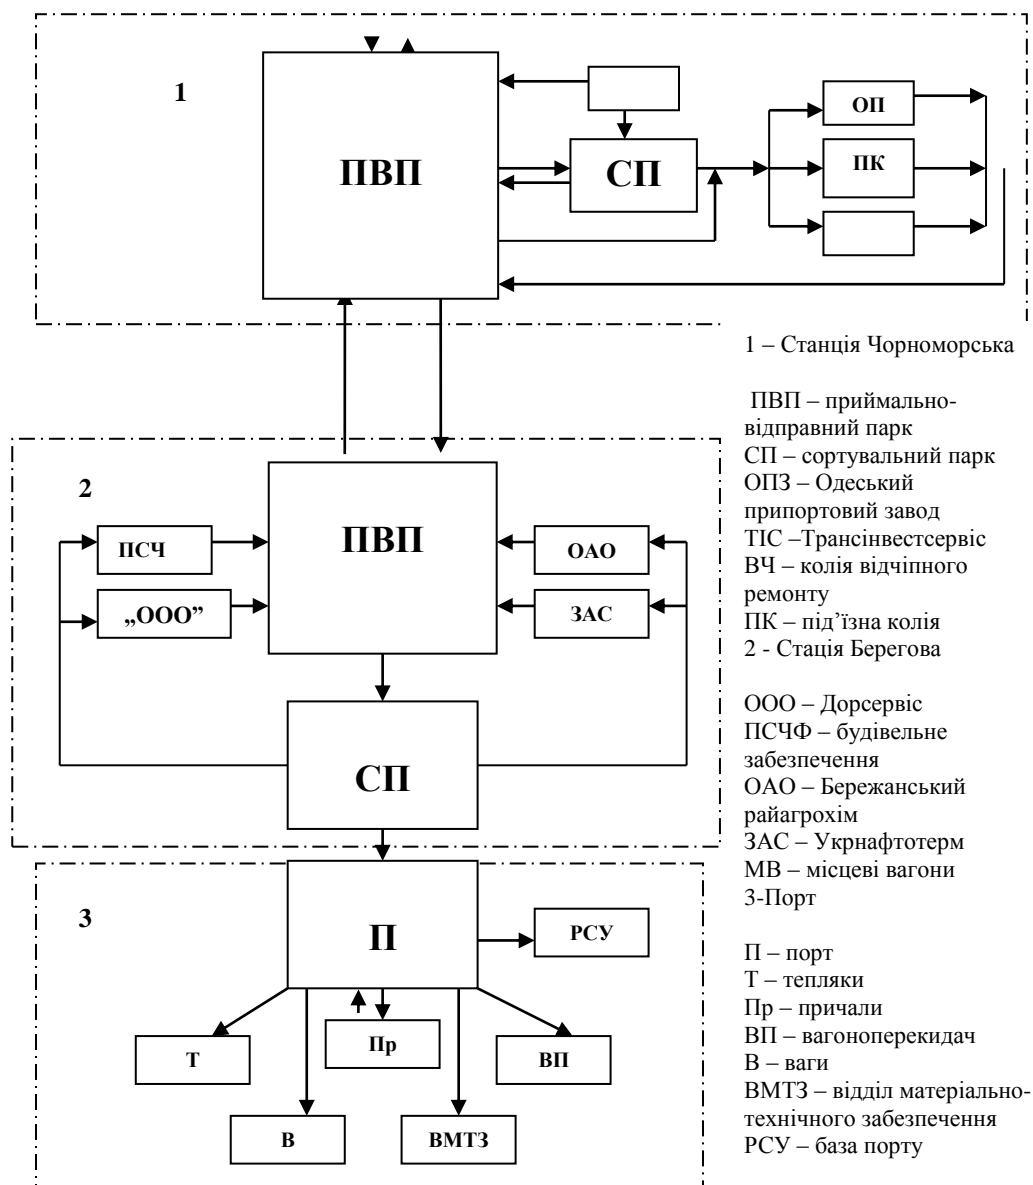 1
ПВП
СП
ОП
ПК
2
ПВП
ПСЧ
„ООО”
ОАО
ЗАС
СП
3
П
РСУ
Т
Пр
ВП
В
ВМТЗ
1 – Станція Чорноморська
ПВП – приймально-
відправний парк
СП – сортувальний парк
ОПЗ – Одеський
припортовий завод
ТІС –Трансінвестсервіс
ВЧ – колія відчіпного
ремонту
ПК – під’їзна колія
2 - Стація Берегова
ООО – Дорсервіс
ПСЧФ – будівельне
забезпечення
ОАО – Бережанський
райагрохім
ЗАС – Укрнафтотерм
МВ – місцеві вагони
3-Порт
П – порт
Т – тепляки
Пр – причали
ВП – вагоноперекидач
В – ваги
ВМТЗ – відділ матеріально-
технічного забезпечення
РСУ – база порту